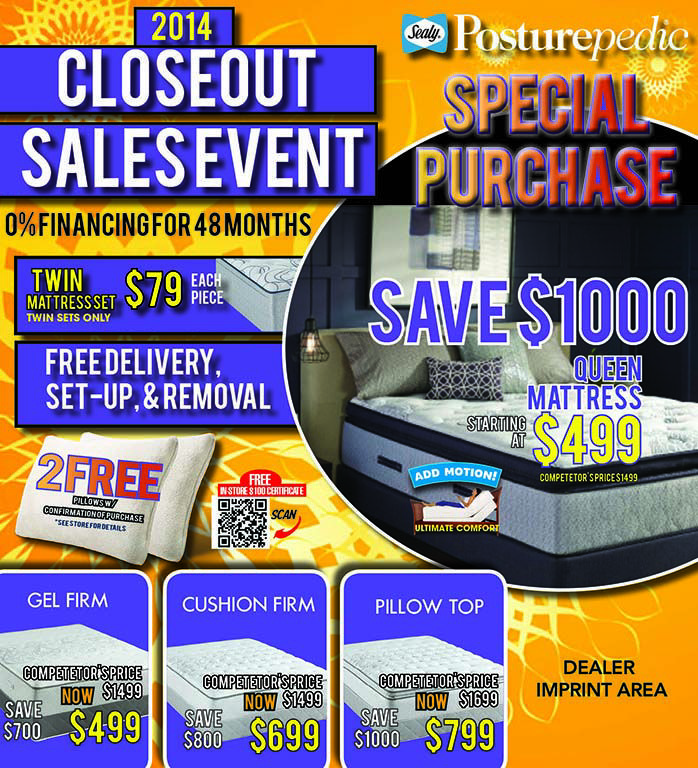 2014
CLOSEOUT
SALES EVENT
0% FINANCING FOR 48 MONTHS
TWIN
MATTRESS SET
TWIN SETS ONLY
$79
EACH
PIECE
FREE DELIVERY,
SET-UP, & REMOVAL
2 FREE
PILLOWS W/
CONFIRMATION OF PURCHASE
*SEE STORE FOR DETAILS
FREE
IN STORE $100 CERTIFICATE
SCAN
Sealy
Posturepedic
SPECIAL
PURCHASE
SAVE $1000
QUEEN
MATTRESS
STARTING
AT
$499
COMPETETOR'S PRICE $1499
ADD MOTION!
ULTIMATE COMFORT
GEL FIRM
COMPETETOR'S PRICE
NOW $1499
SAVE
$700
$499
CUSHION FIRM
COMPETETOR'S PRICE
NOW $1499
SAVE
$800
$699
PILLOW TOP
COMPETETOR'S PRICE
NOW $1699
SAVE
$1000
$799
DEALER
IMPRINT AREA